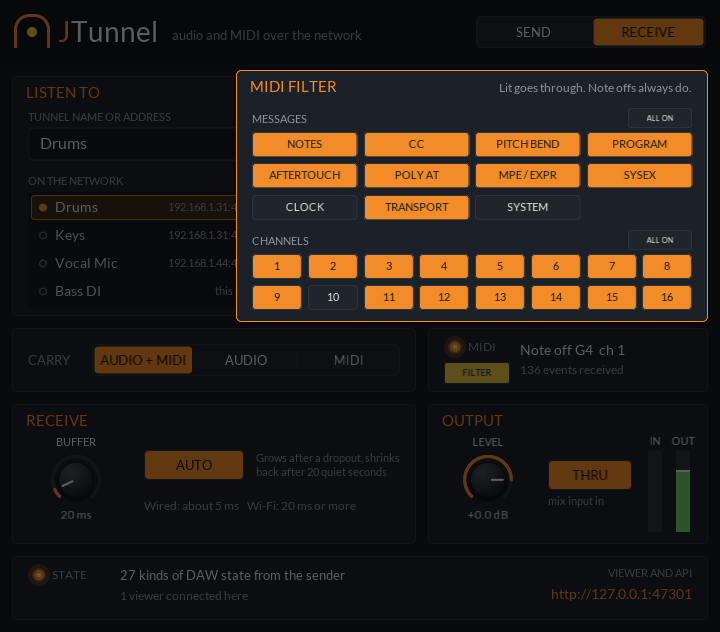 JTunnel audio and MIDI over the network SEND RECEIVE
LISTEN TO
TUNNEL NAME OR ADDRESS
Drums
ON THE NETWORK
Drums 192.168.1.31:4
Keys 192.168.1.31:4
Vocal Mic 192.168.1.44:4
Bass DI this
MIDI FILTER Lit goes through. Note offs always do.
MESSAGES ALL ON
NOTES CC PITCH BEND PROGRAM
AFTERTOUCH POLY AT MPE / EXPR SYSEX
CLOCK TRANSPORT SYSTEM
CHANNELS ALL ON
1 2 3 4 5 6 7 8
9 10 11 12 13 14 15 16
CARRY AUDIO + MIDI AUDIO MIDI
MIDI Note off G4 ch 1
FILTER 136 events received
RECEIVE
BUFFER
20 ms
AUTO
Grows after a dropout, shrinks
back after 20 quiet seconds
Wired: about 5 ms Wi-Fi: 20 ms or more
OUTPUT
LEVEL
+0.0 dB
THRU
mix input in
IN OUT
STATE 27 kinds of DAW state from the sender
1 viewer connected here
VIEWER AND API
http://127.0.0.1:47301